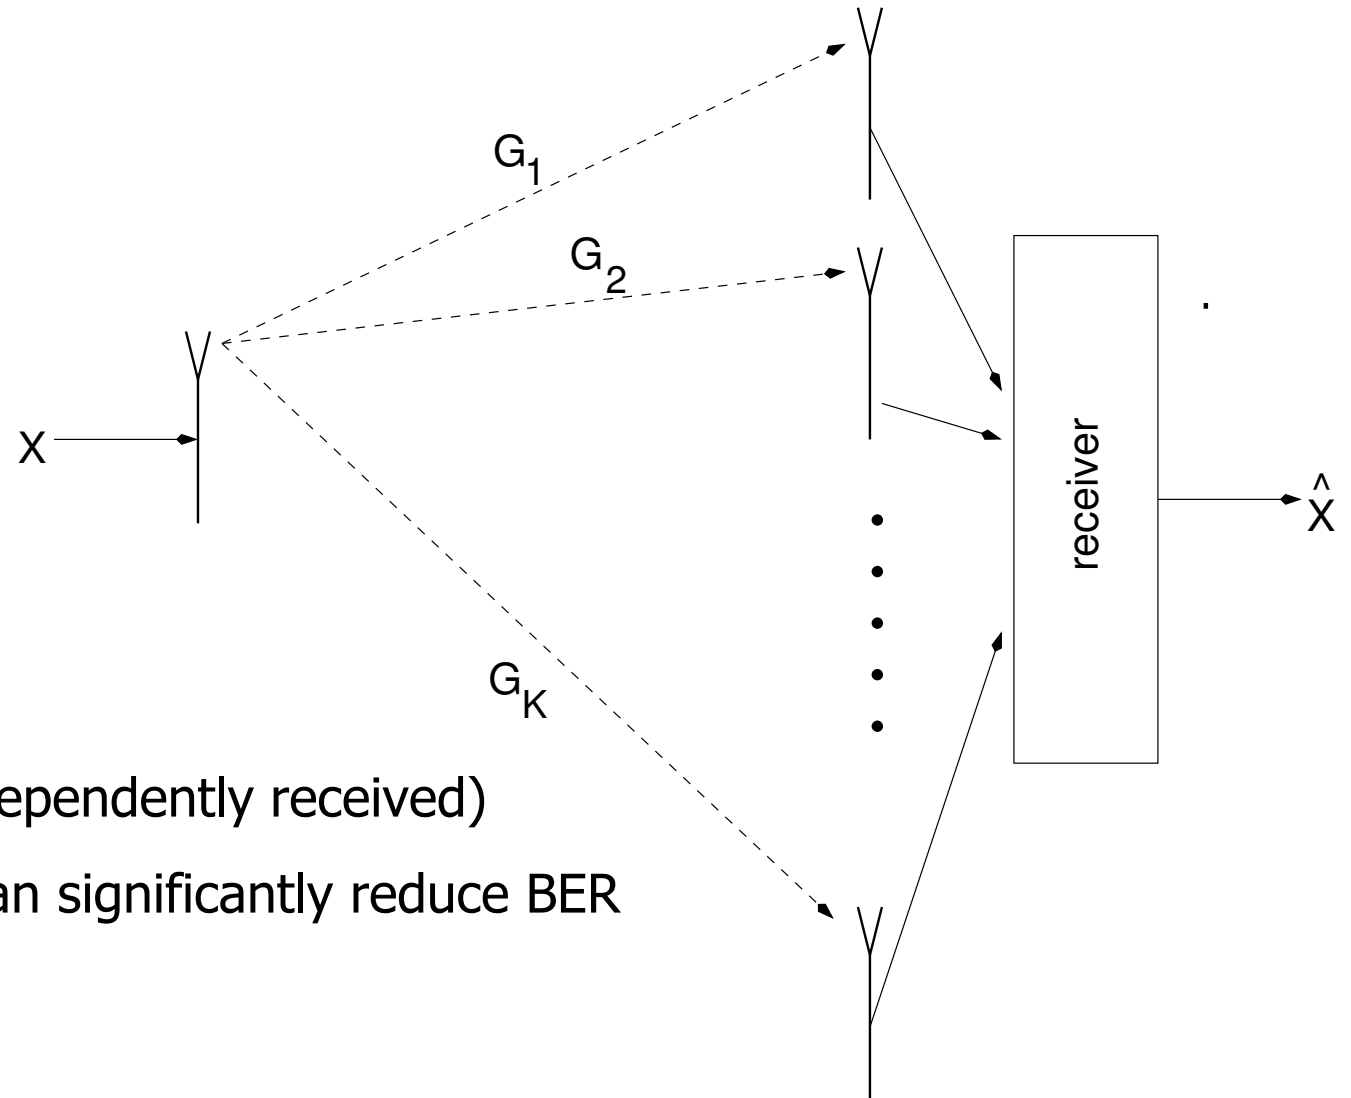 G1
G2
X
receiver
X̂
GK
ependently received)
an significantly reduce BER